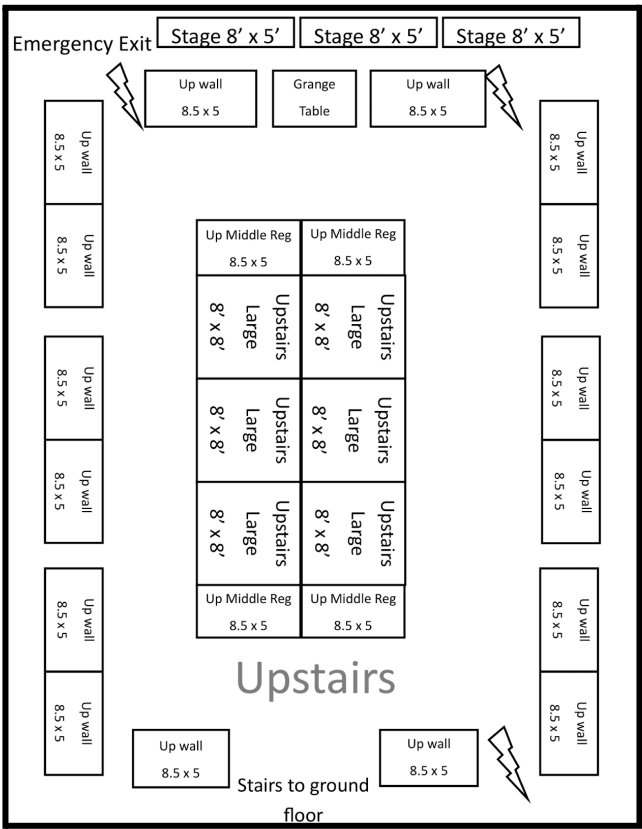 Emergency Exit
Stage 8’ x 5’
Stage 8’ x 5’
Stage 8’ x 5’
Up wall
8.5 x 5
Grange
Table
Up wall
8.5 x 5
Up wall
8.5 x 5
Up wall
8.5 x 5
Up wall
8.5 x 5
Up wall
8.5 x 5
Up wall
8.5 x 5
Up wall
8.5 x 5
Up Middle Reg
8.5 x 5
Up Middle Reg
8.5 x 5
Upstairs
Large
8’ x 8’
Upstairs
Large
8’ x 8’
Upstairs
Large
8’ x 8’
Upstairs
Large
8’ x 8’
Upstairs
Large
8’ x 8’
Upstairs
Large
8’ x 8’
Up Middle Reg
8.5 x 5
Up Middle Reg
8.5 x 5
Up wall
8.5 x 5
Up wall
8.5 x 5
Up wall
8.5 x 5
Up wall
8.5 x 5
Up wall
8.5 x 5
Up wall
8.5 x 5
Upstairs
Up wall
8.5 x 5
Up wall
8.5 x 5
Stairs to ground
floor